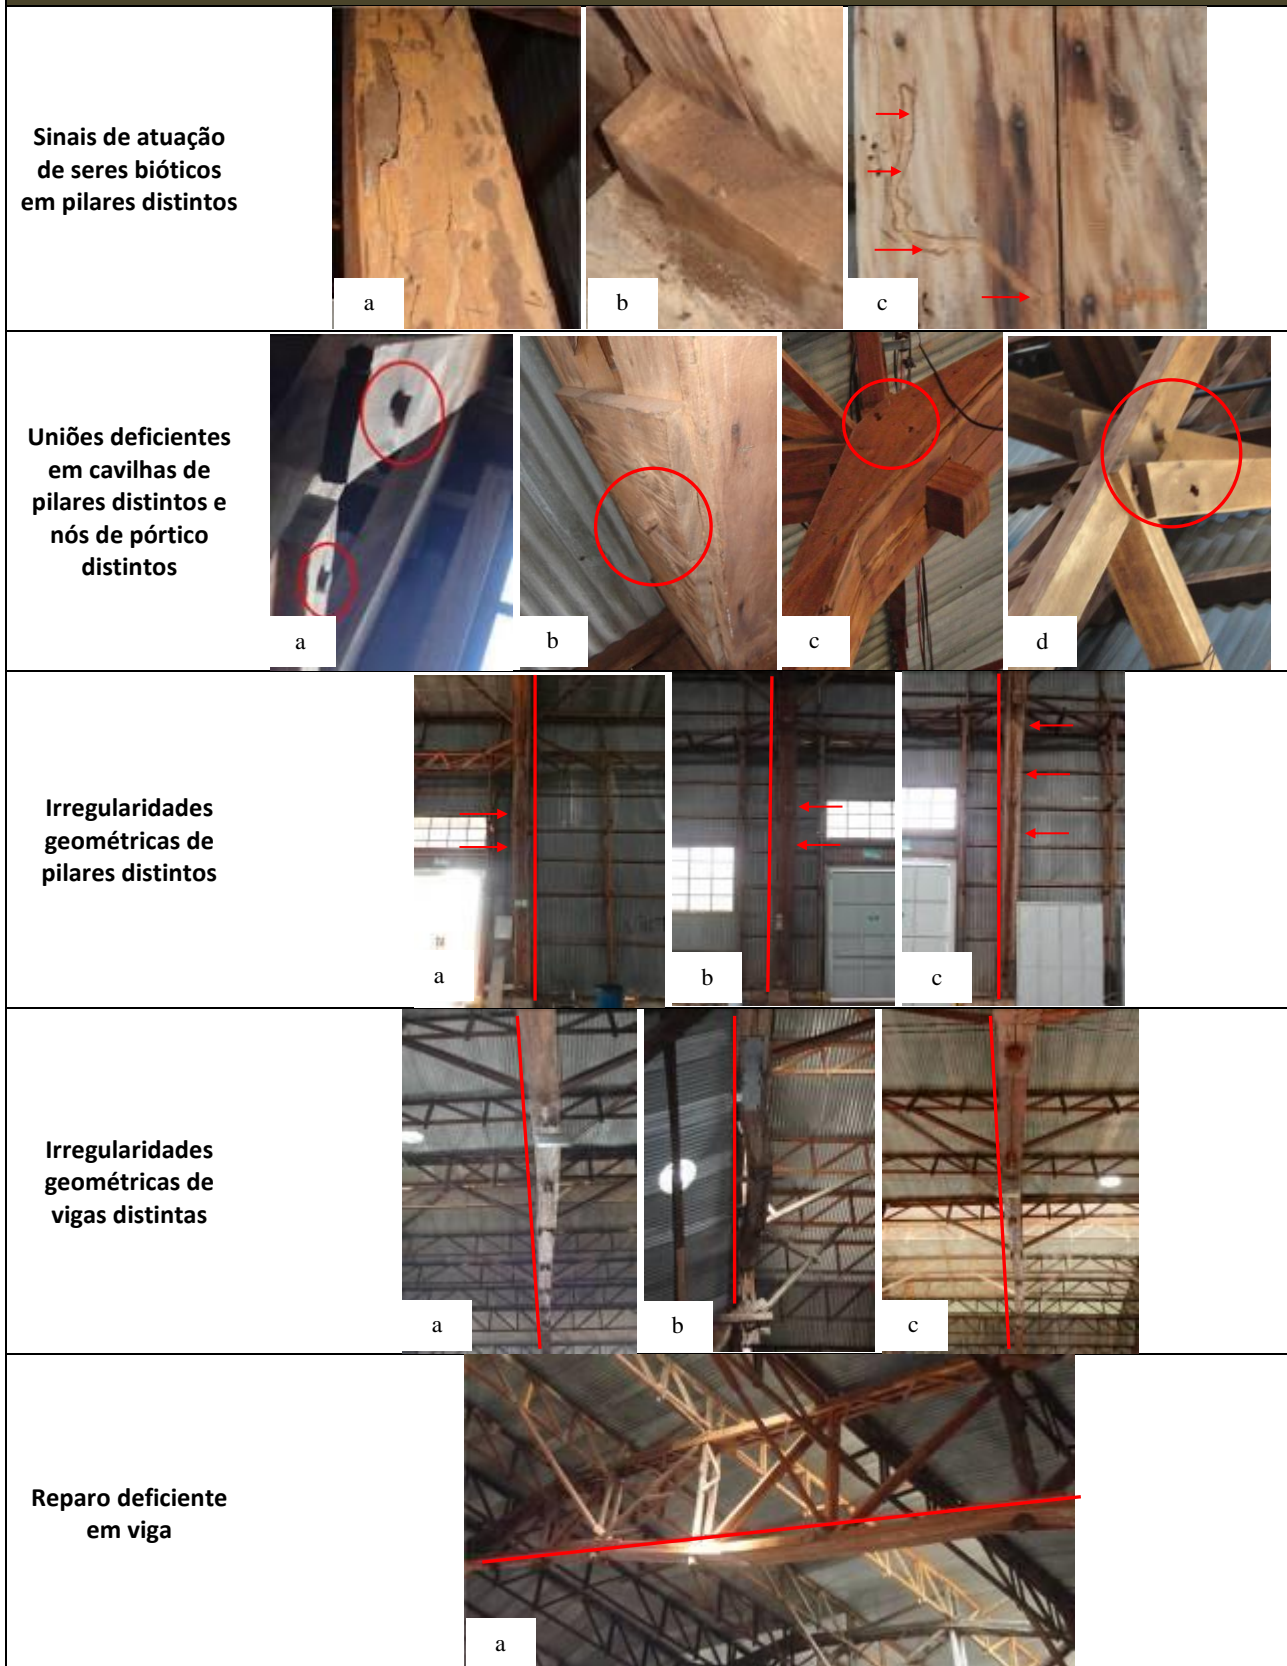 Sinais de atuação
de seres bióticos
em pilares distintos
a
b
c
Uniões deficientes
em cavilhas de
pilares distintos e
nós de pórtico
distintos
a
b
c
d
Irregularidades
geométricas de
pilares distintos
a
b
c
Irregularidades
geométricas de
vigas distintas
a
b
c
Reparo deficiente
em viga
a